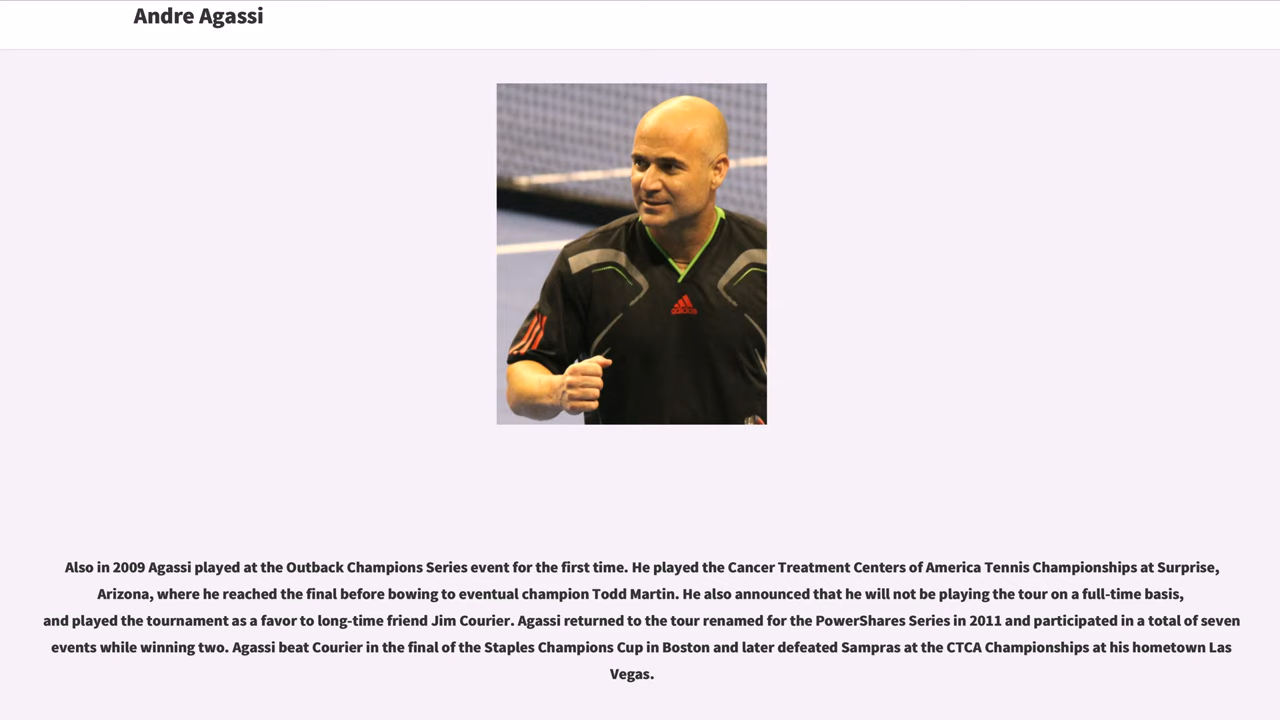 Andre Agassi
adidas
Also in 2009 Agassi played at the Outback Champions Series event for the first time. He played the Cancer Treatment Centers of America Tennis Championships at Surprise,
Arizona, where he reached the final before bowing to eventual champion Todd Martin. He also announced that he will not be playing the tour on a full-time basis,
and played the tournament as a favor to long-time friend Jim Courier. Agassi returned to the tour renamed for the PowerShares Series in 2011 and participated in a total of seven
events while winning two. Agassi beat Courier in the final of the Staples Champions Cup in Boston and later defeated Sampras at the CTCA Championships at his hometown Las
Vegas.